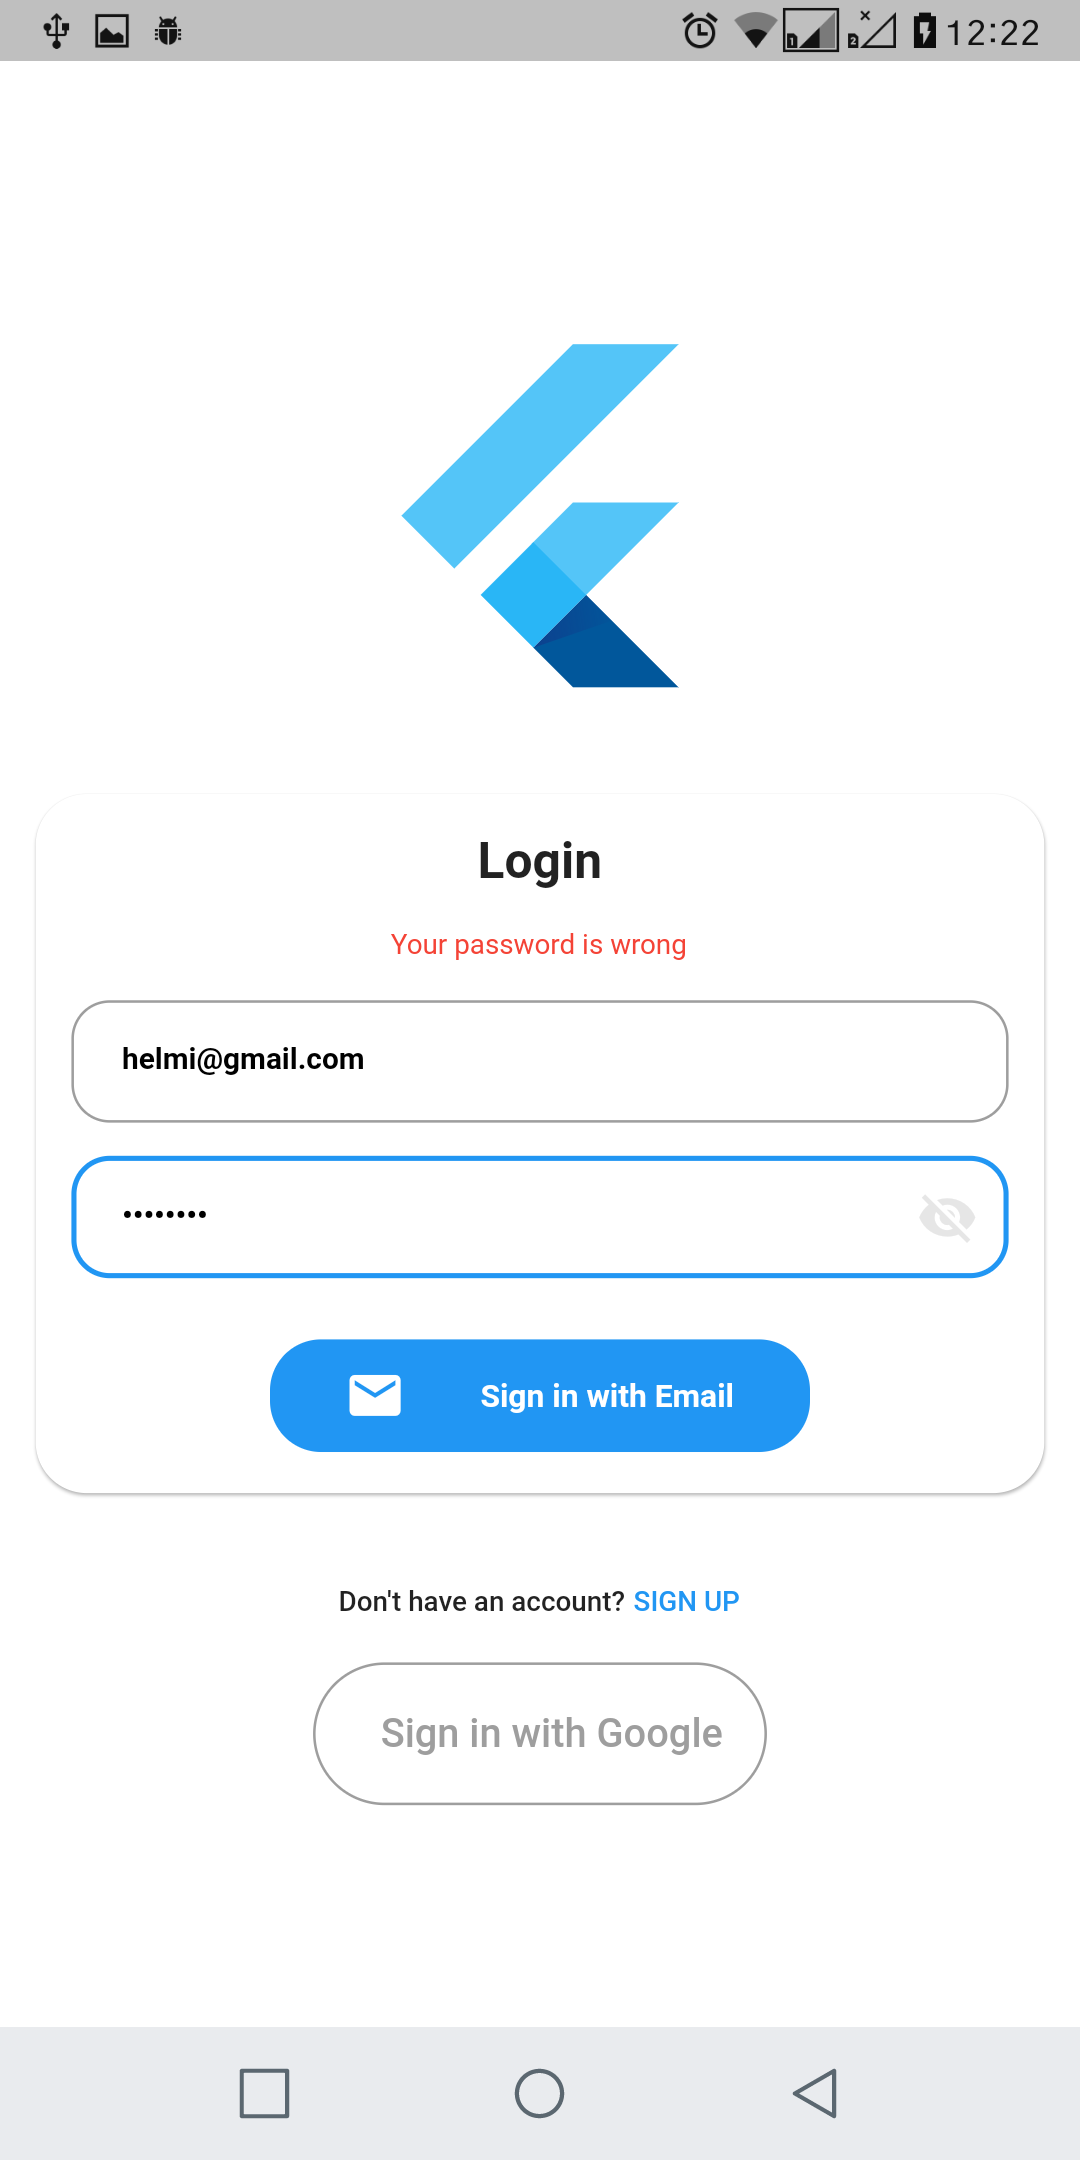 12:22
Login
Your password is wrong
helmi@gmail.com
••••••••
Sign in with Email
Don't have an account? SIGN UP
Sign in with Google